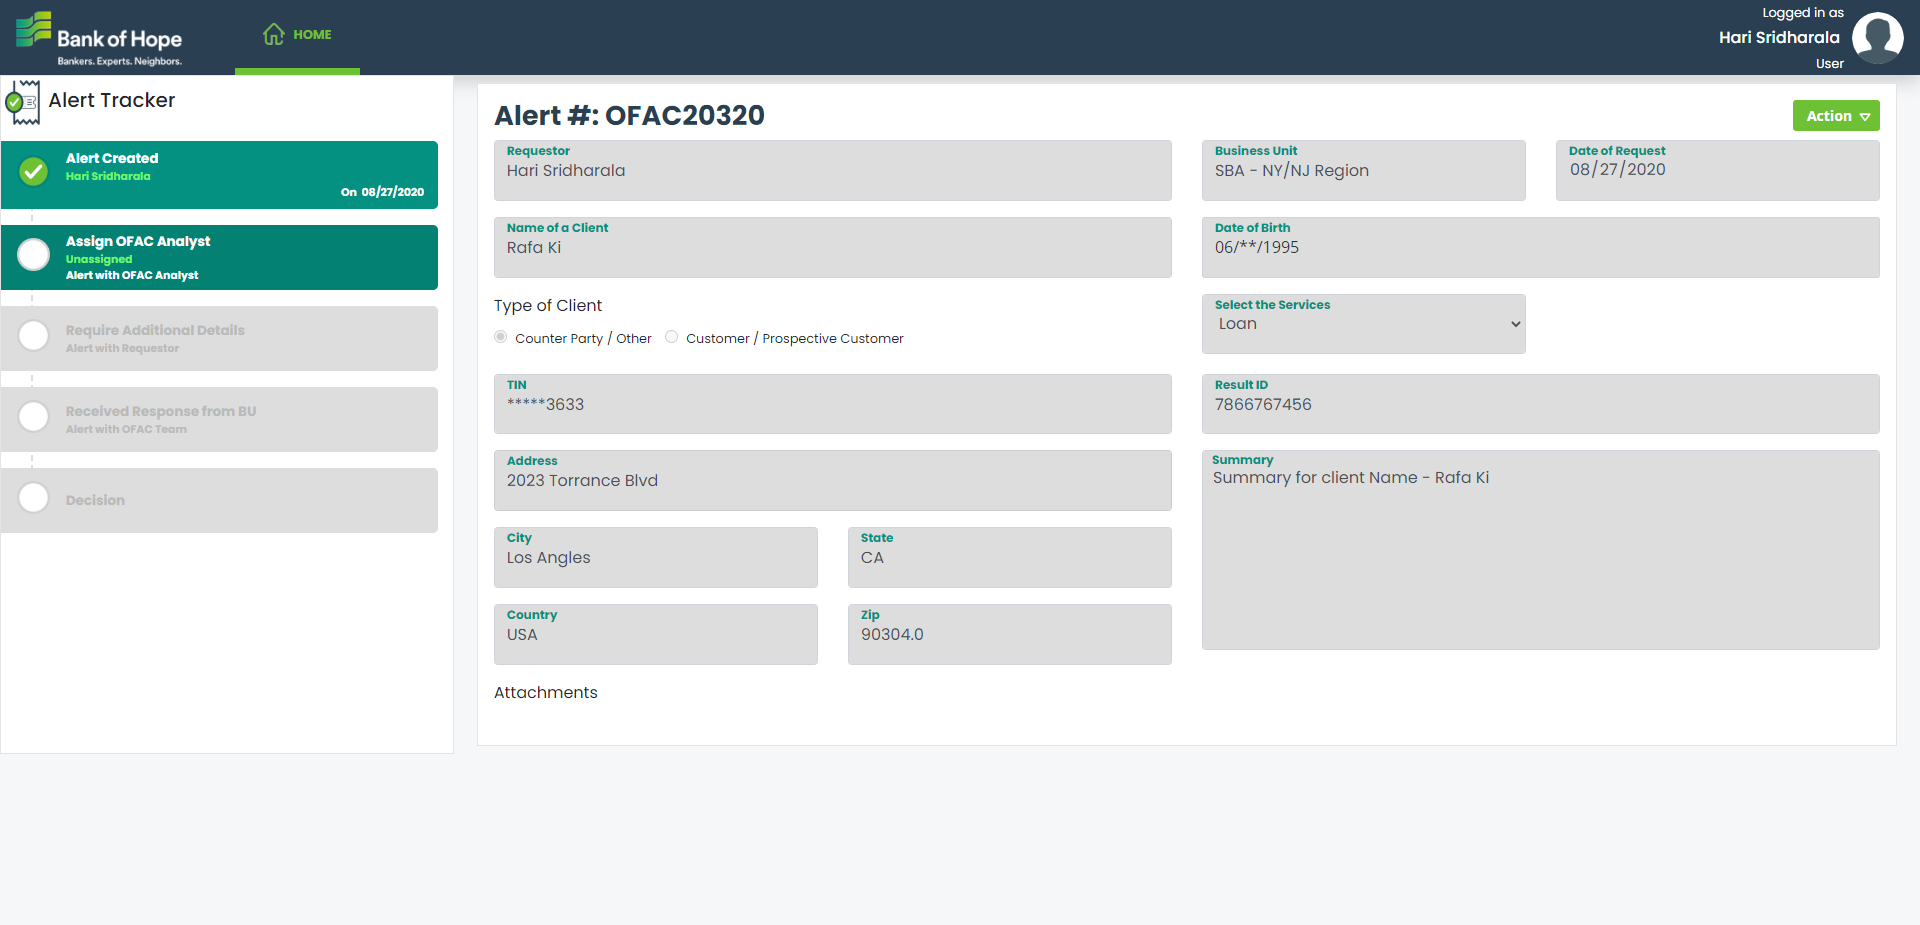 Bank of Hope
Bankers. Experts. Neighbors.
HOME
Logged in as
Hari Sridharala
User
Alert Tracker
Alert Created
Hari Sridharala
On 08/27/2020
Assign OFAC Analyst
Unassigned
Alert with OFAC Analyst
Require Additional Details
Alert with Requestor
Received Response from BU
Alert with OFAC Team
Decision
Alert #: OFAC20320
Action
Requestor
Hari Sridharala
Business Unit
SBA - NY/NJ Region
Date of Request
08/27/2020
Name of a Client
Rafa Ki
Date of Birth
06/**/1995
Type of Client
Counter Party / Other
Customer / Prospective Customer
Select the Services
Loan
TIN
*****3633
Result ID
7866767456
Address
2023 Torrance Blvd
Summary
Summary for client Name - Rafa Ki
City
Los Angles
State
CA
Country
USA
Zip
90304.0
Attachments